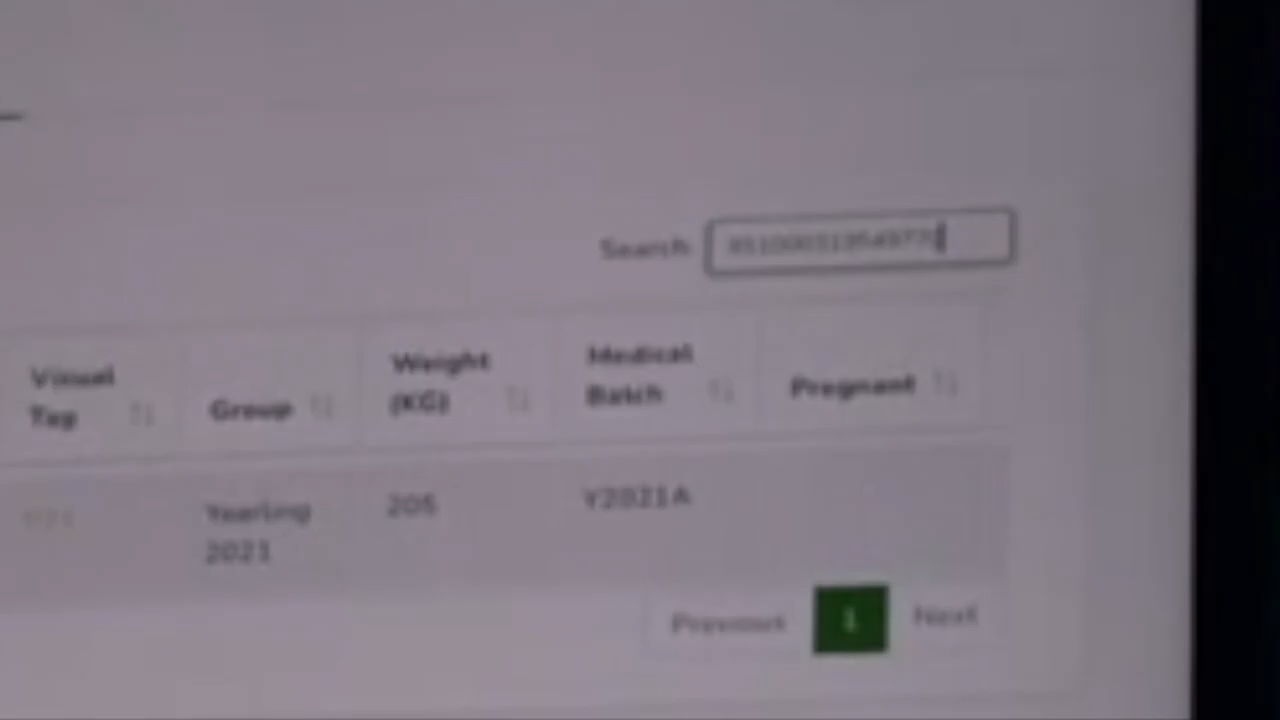 Search
Visual Tag
Group
Weight (KG)
Medical Batch
Pregnant
Yearling 2021
205
Y2021A
Previous
1
Next